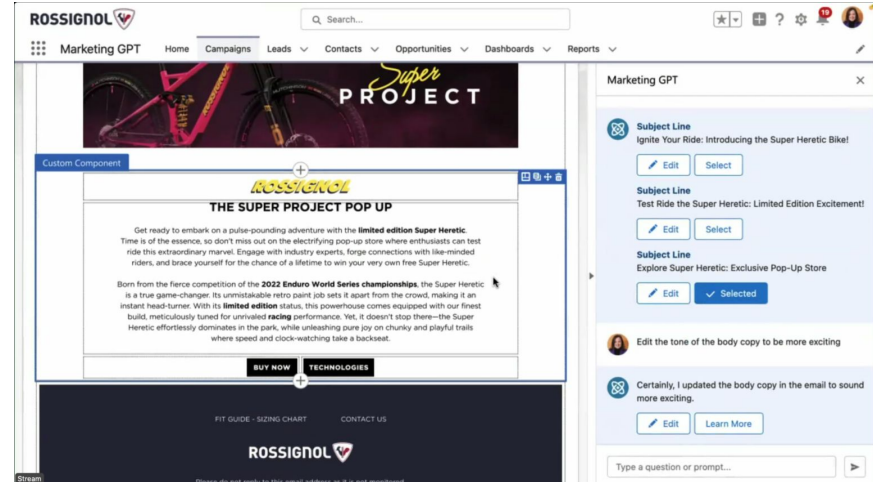 ROSSIGNOL
Search...
19
Marketing GPT
Home
Campaigns
Leads
Contacts
Opportunities
Dashboards
Reports
Super
PROJECT
Custom Component
ROSSIGNOL
THE SUPER PROJECT POP UP
Get ready to embark on a pulse-pounding adventure with the limited edition Super Heretic.
Time is of the essence, so don't miss out on the electrifying pop-up store where enthusiasts can test
ride this extraordinary marvel. Engage with industry experts, forge connections with like-minded
riders, and brace yourself for the chance of a lifetime to win your very own free Super Heretic.
Born from the fierce competition of the 2022 Enduro World Series championships, the Super Heretic
is a true game-changer. Its unmistakable retro paint job sets it apart from the crowd, making it an
instant head-turner. With its limited edition status, this powerhouse comes equipped with our finest
build, meticulously tuned for unrivaled racing performance. Yet, it doesn't stop there—the Super
Heretic effortlessly dominates in the park, while unleashing pure joy on chunky and playful trails
where speed and clock-watching take a backseat.
BUY NOW
TECHNOLOGIES
FIT GUIDE - SIZING CHART
CONTACT US
ROSSIGNOL
Please do not reply to this email address as it is not monitored
Stream
Marketing GPT
Subject Line
Ignite Your Ride: Introducing the Super Heretic Bike!
Edit
Select
Subject Line
Test Ride the Super Heretic: Limited Edition Excitement!
Edit
Select
Subject Line
Explore Super Heretic: Exclusive Pop-Up Store
Edit
Selected
Edit the tone of the body copy to be more exciting
Certainly, I updated the body copy in the email to sound
more exciting.
Edit
Learn More
Type a question or prompt...